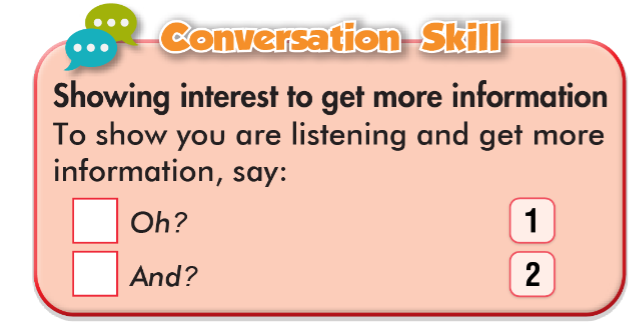 Conversation Skill
Showing interest to get more information
To show you are listening and get more
information, say:
Oh? 1
And? 2